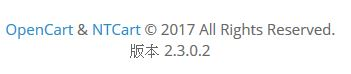 OpenCart & NTCart © 2017 All Rights Reserved.
版本 2.3.0.2